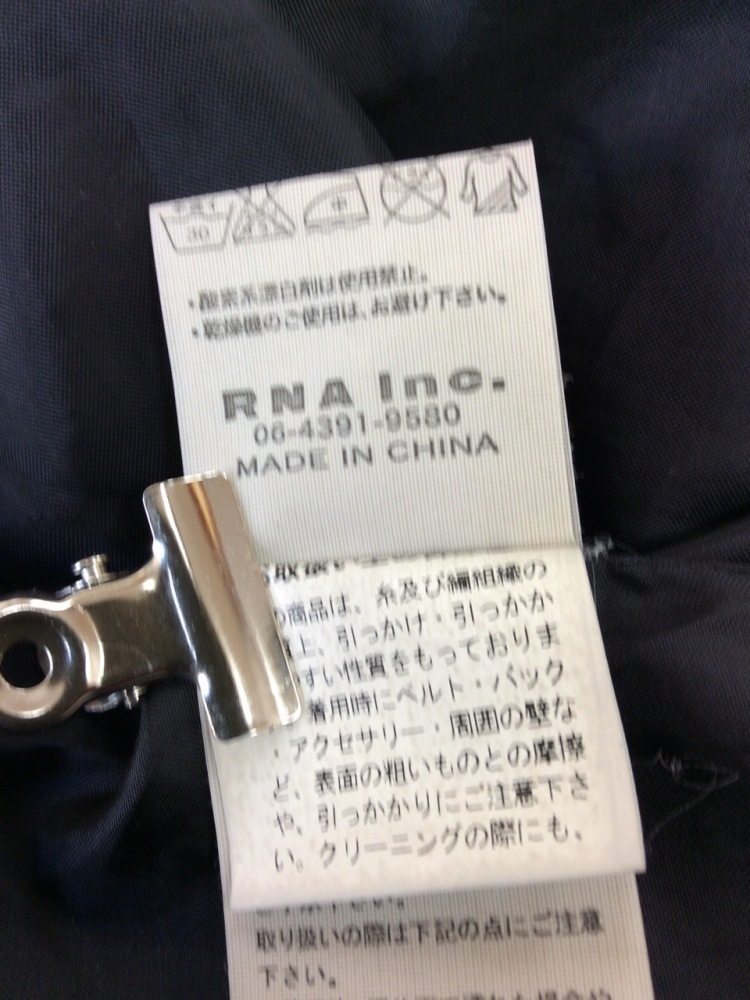 30
中
・酸素系漂白剤は使用禁止。
・乾燥機のご使用は、お避け下さい。
RNA Inc.
06-4391-9580
MADE IN CHINA
取扱い上の
商品は、糸及び編組織の
上、引っかけ・引っかか
すい性質をもっておりま
着用時にベルト・バック
・アクセサリー・周囲の壁な
ど、表面の粗いものとの摩擦
や、引っかかりにご注意下さ
い。クリーニングの際にも、
取り扱いの際は下記の点にご注意
下さい。